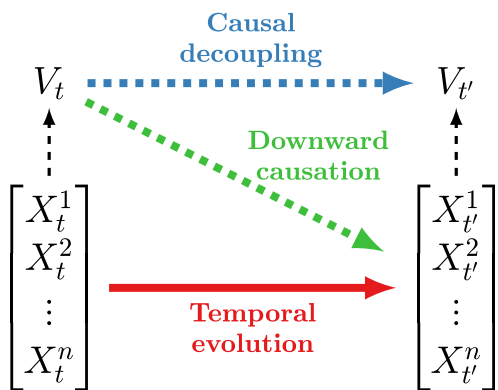 Causal
decoupling
V_t
V_{t'}
Downward
causation
X_t^1
X_t^2
⋮
X_t^n
X_{t'}^1
X_{t'}^2
⋮
X_{t'}^n
Temporal
evolution